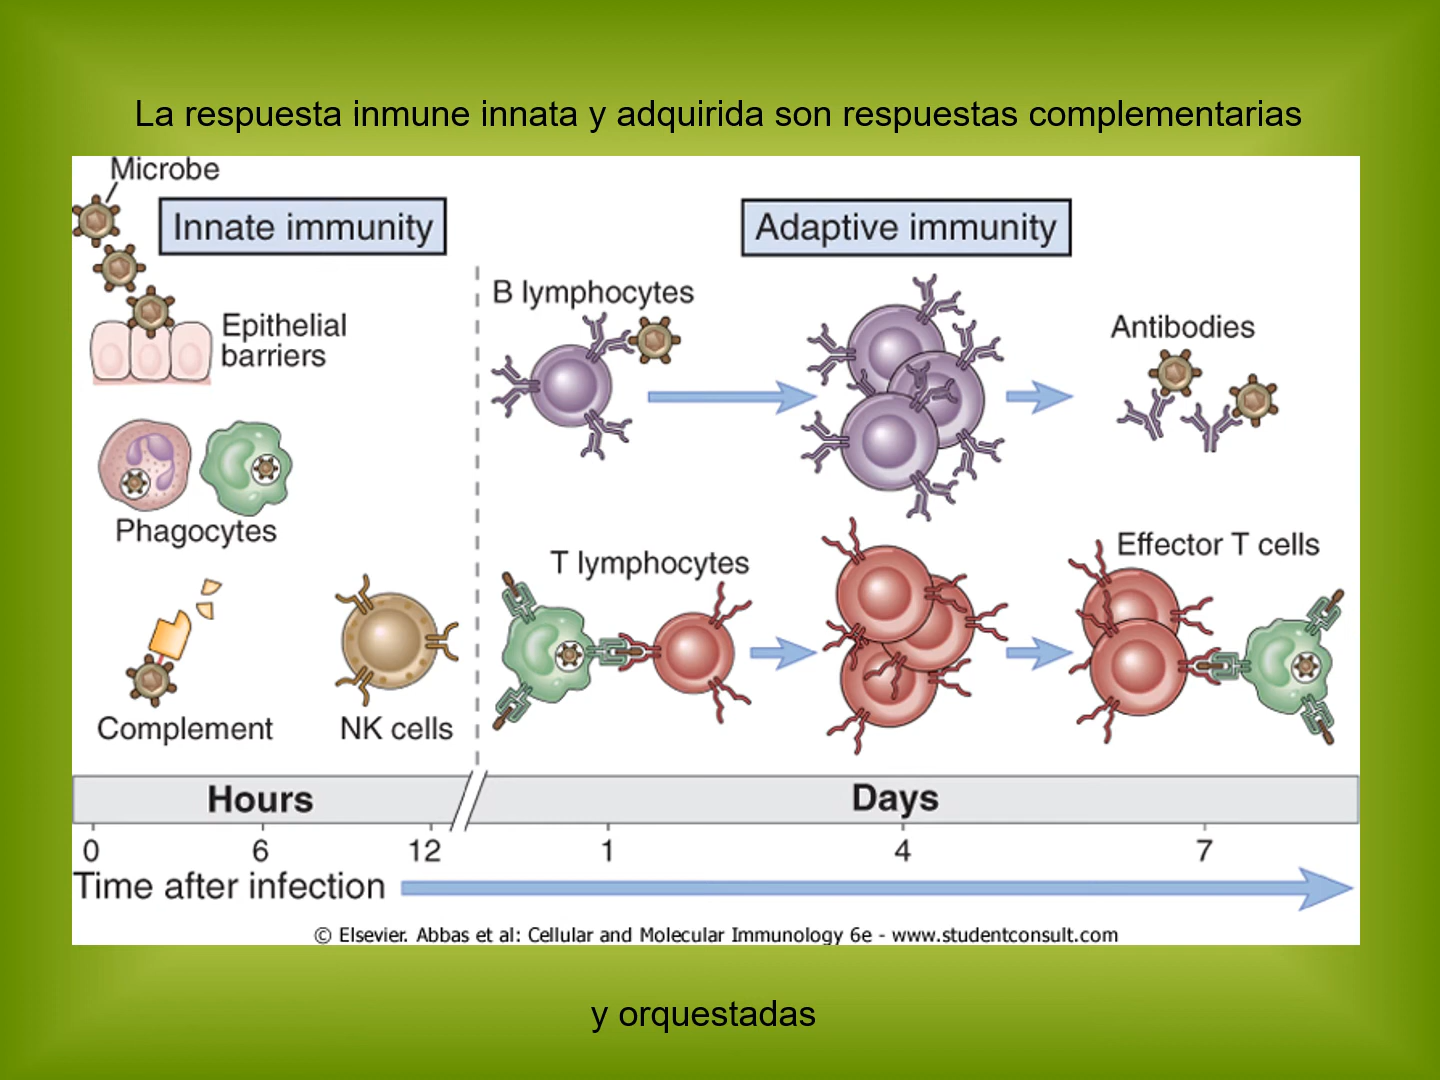 La respuesta inmune innata y adquirida son respuestas complementarias
Microbe
Innate immunity
Adaptive immunity
Epithelial
barriers
B lymphocytes
Antibodies
Phagocytes
T lymphocytes
Effector T cells
Complement
NK cells
Hours
Days
0 6 12 1 4 7
Time after infection
© Elsevier. Abbas et al: Cellular and Molecular Immunology 6e - www.studentconsult.com
y orquestadas